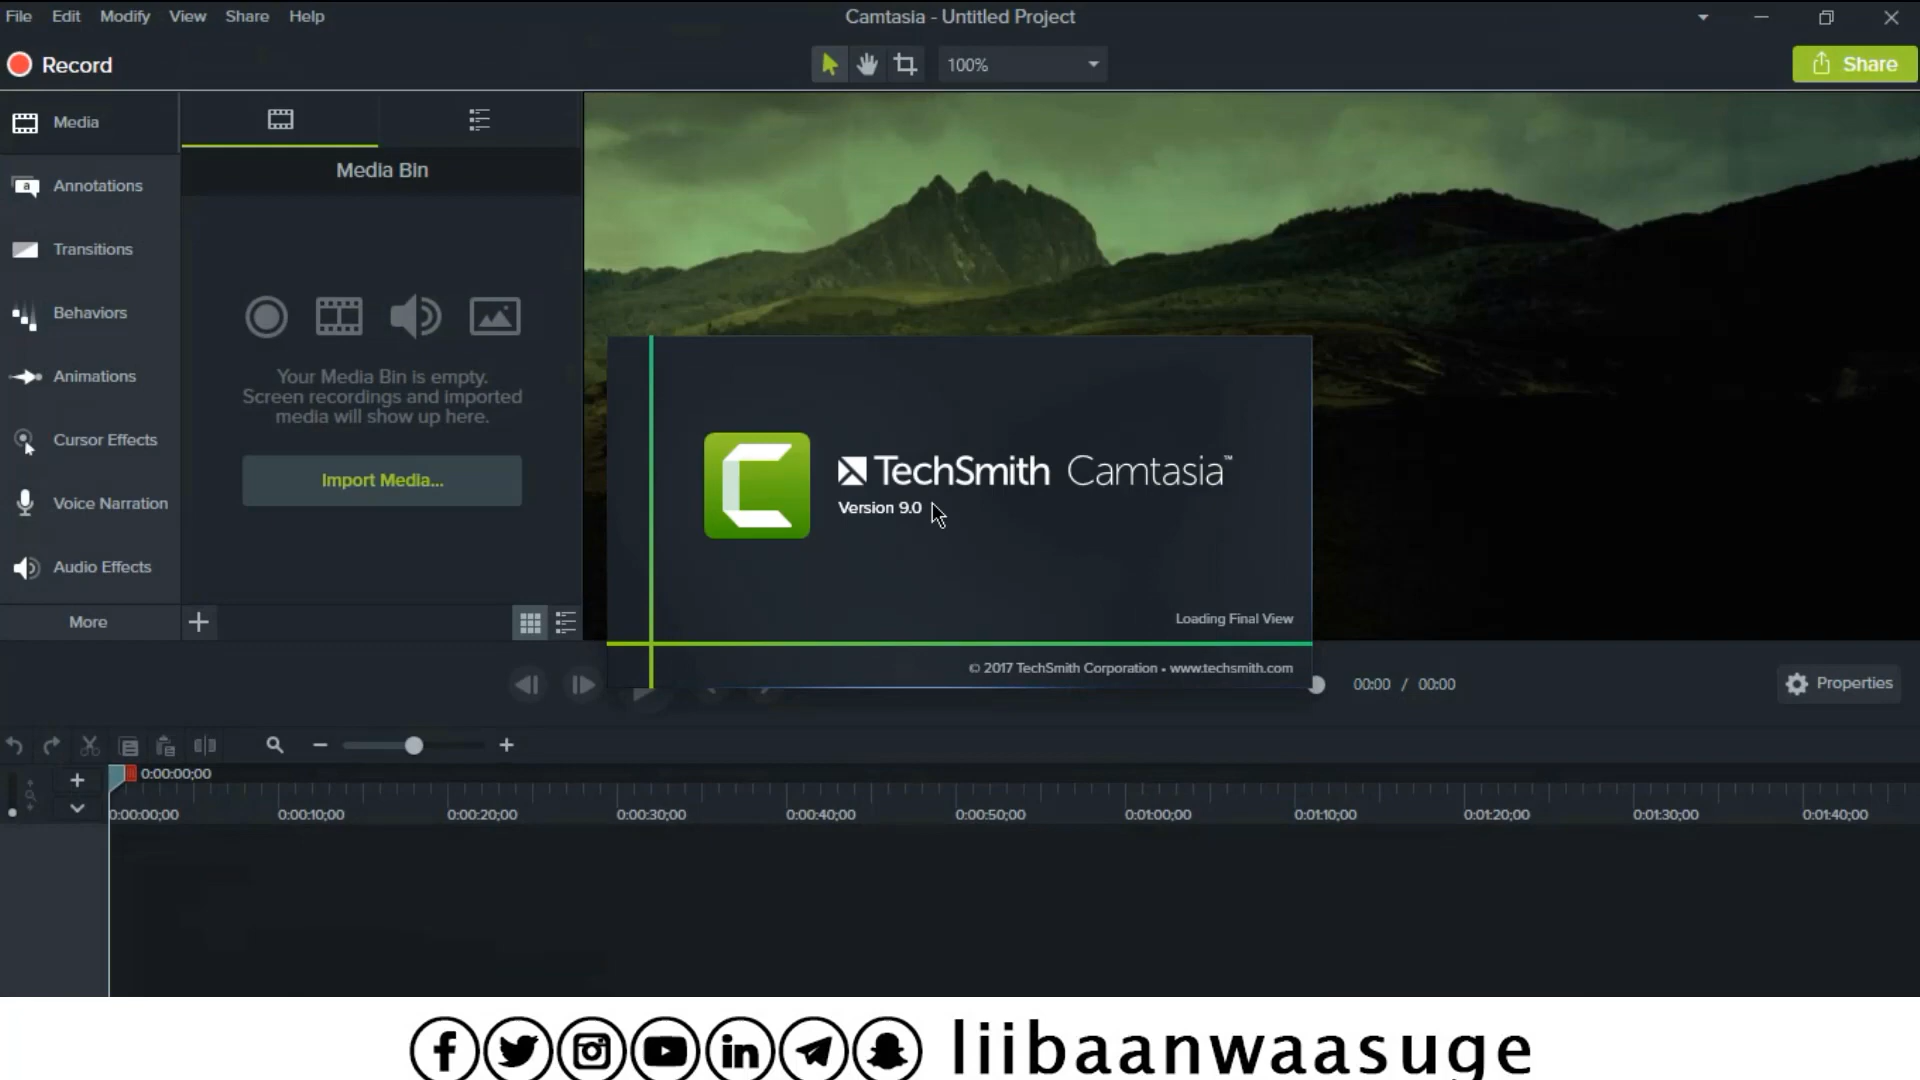 File Edit Modify View Share Help
Camtasia - Untitled Project
Record
100%
Share
Media
Annotations
Transitions
Behaviors
Animations
Cursor Effects
Voice Narration
Audio Effects
More
Media Bin
Your Media Bin is empty.
Screen recordings and imported
media will show up here.
Import Media...
TechSmith Camtasia™
Version 9.0
Loading Final View
© 2017 TechSmith Corporation • www.techsmith.com
00:00 / 00:00
Properties
0:00:00;00
0:00:00;00 0:00:10;00 0:00:20;00 0:00:30;00 0:00:40;00 0:00:50;00 0:01:00;00 0:01:10;00 0:01:20;00 0:01:30;00 0:01:40;00
liibaanwaasuge